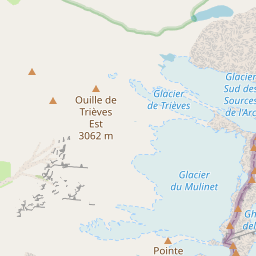 Ouille de
Trièves
Est
3062 m
Glacier
de Trièves
Glacier
Sud des
Sources
de l'Arc
Glacier
du Mulinet
Pointe